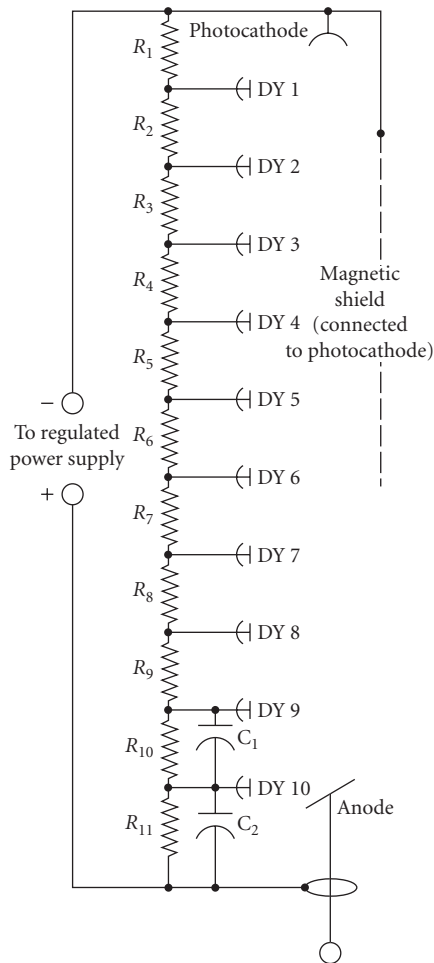 Photocathode
R1
DY 1
R2
DY 2
R3
DY 3
R4
Magnetic
shield
(connected
to photocathode)
DY 4
R5
−
DY 5
To regulated
power supply
R6
+
DY 6
R7
DY 7
R8
DY 8
R9
DY 9
C1
R10
DY 10
Anode
R11
C2